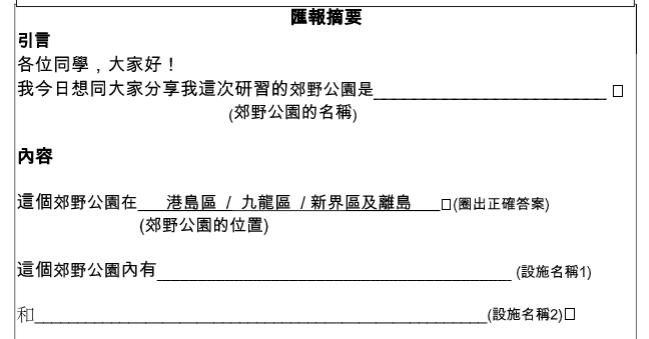 匯報摘要
引言
各位同學，大家好！
我今日想同大家分享我這次研習的郊野公園是__________________________ □
(郊野公園的名稱)
內容
這個郊野公園在___港島區 / 九龍區 / 新界區及離島___□(圈出正確答案)
(郊野公園的位置)
這個郊野公園內有________________________________________ (設施名稱1)
和___________________________________________________(設施名稱2)□